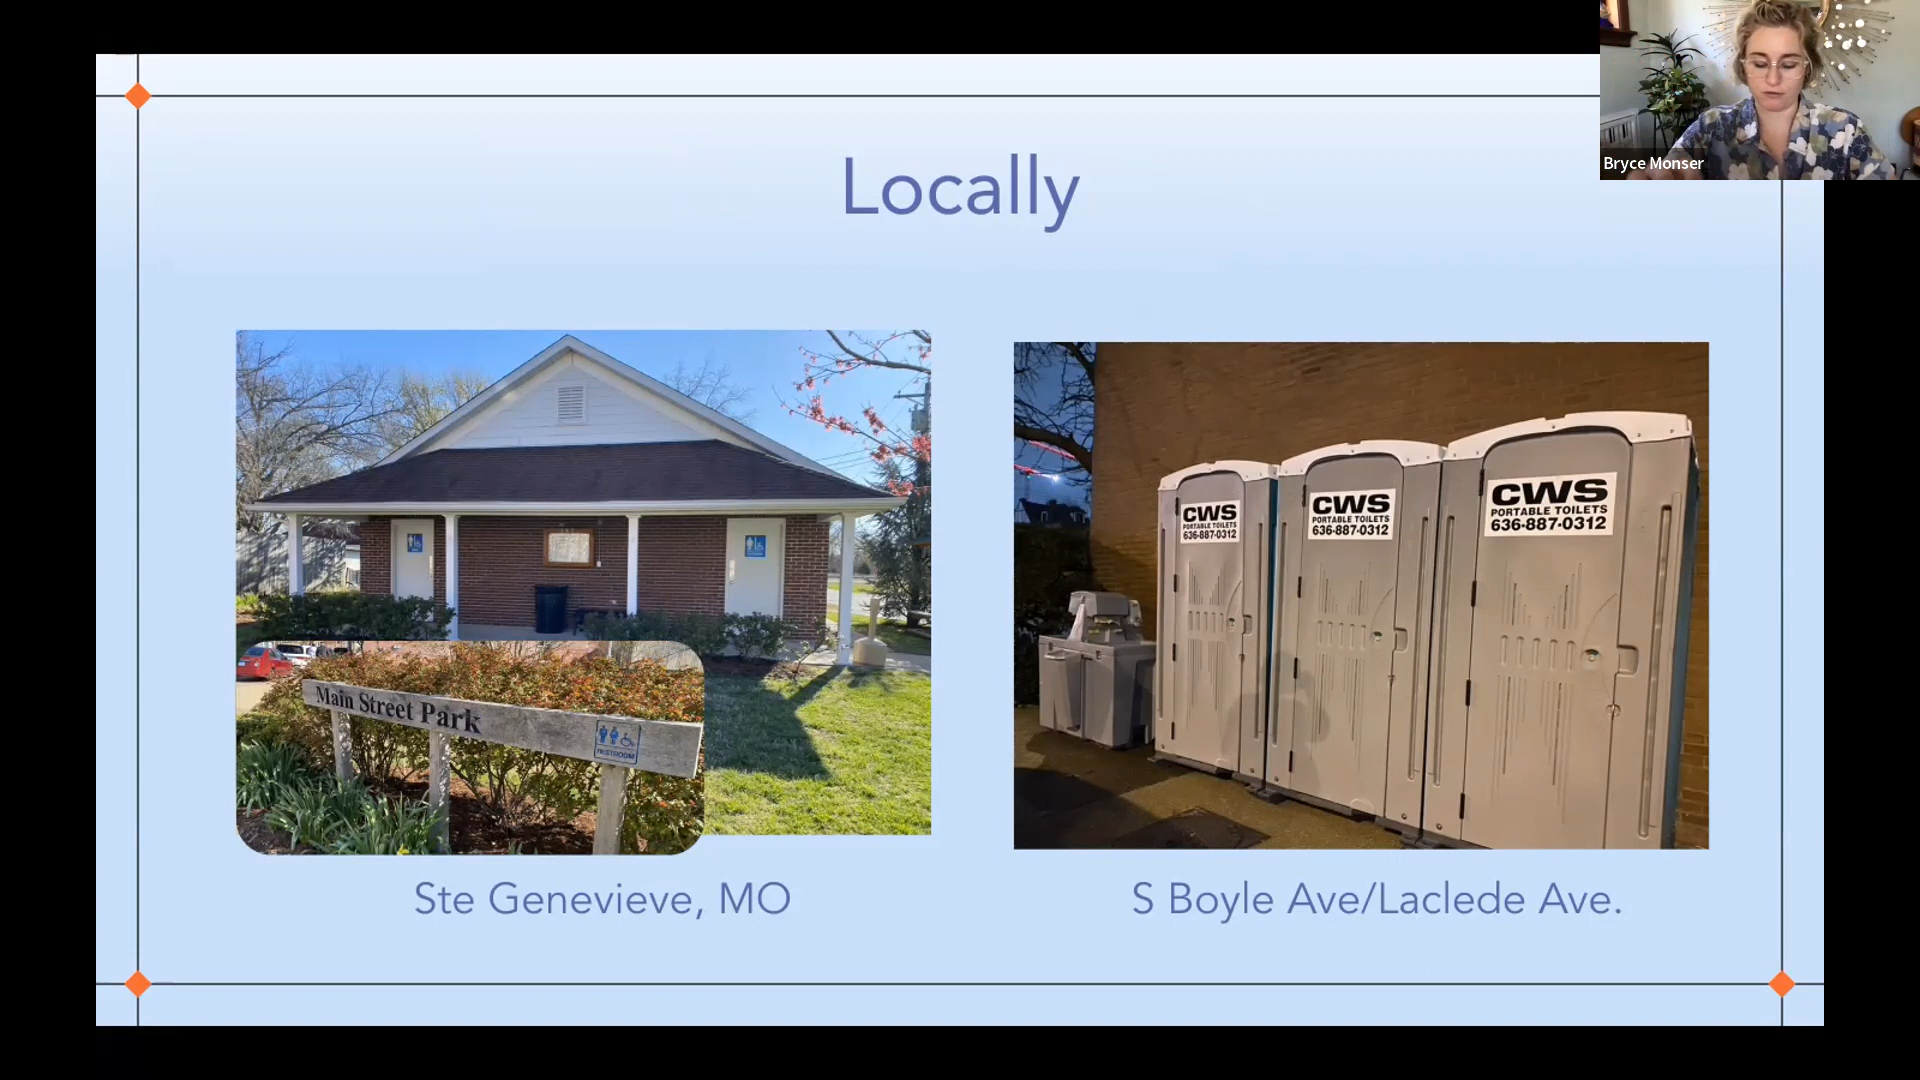 Bryce Monser
Locally
Main Street Park
RESTROOM
CWS
PORTABLE TOILETS
636-887-0312
CWS
PORTABLE TOILETS
636-887-0312
CWS
PORTABLE TOILETS
636-887-0312
Ste Genevieve, MO
S Boyle Ave/Laclede Ave.